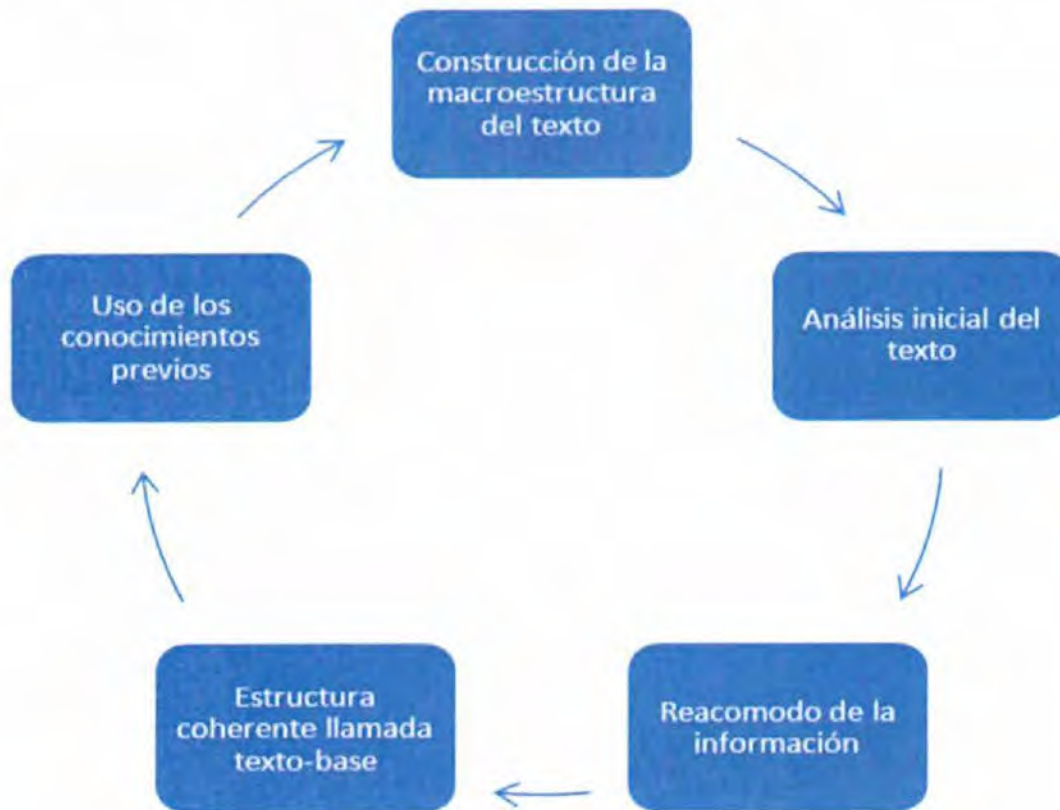 Construcción de la
macroestructura
del texto
Análisis inicial del
texto
Reacomodo de la
información
Estructura
coherente llamada
texto-base
Uso de los
conocimientos
previos